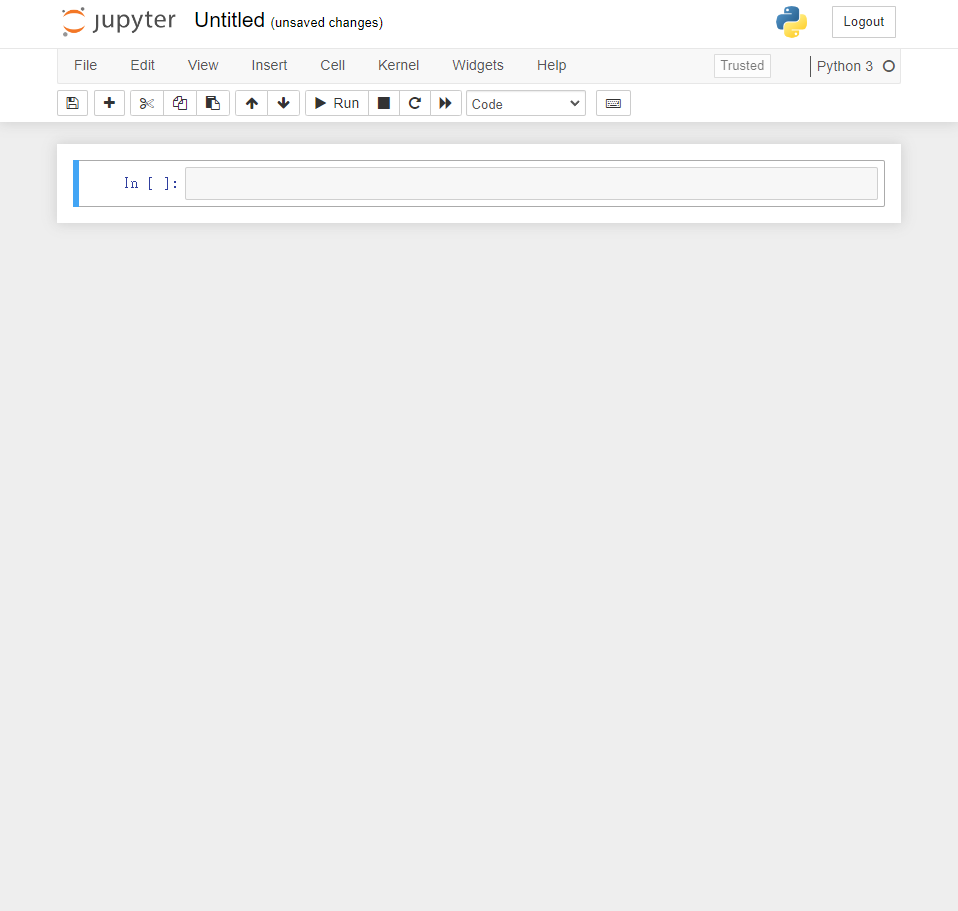 jupyter Untitled (unsaved changes) Logout
File Edit View Insert Cell Kernel Widgets Help Trusted Python 3
Run Code
In [ ]: